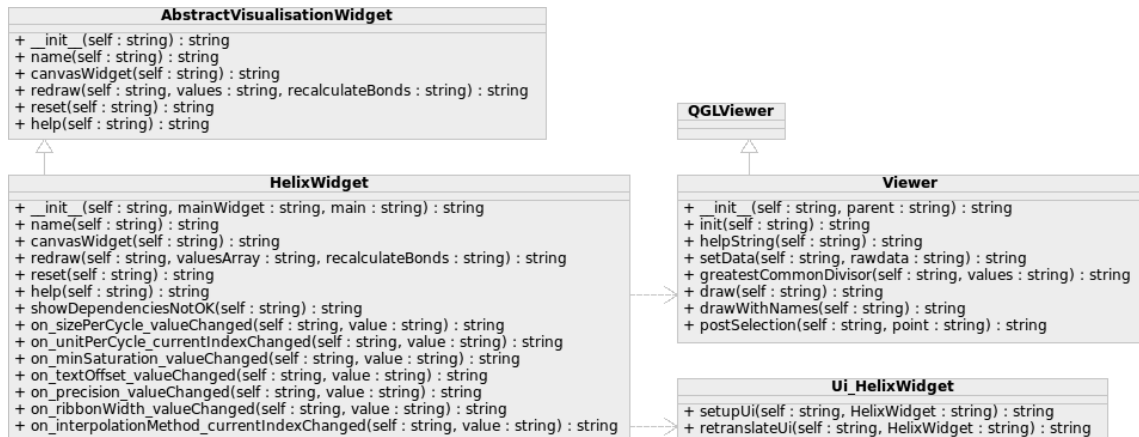 AbstractVisualisationWidget
+ __init__(self : string) : string
+ name(self : string) : string
+ canvasWidget(self : string) : string
+ redraw(self : string, values : string, recalculateBonds : string) : string
+ reset(self : string) : string
+ help(self : string) : string
QGLViewer
HelixWidget
+ __init__(self : string, mainWidget : string, main : string) : string
+ name(self : string) : string
+ canvasWidget(self : string) : string
+ redraw(self : string, valuesArray : string, recalculateBonds : string) : string
+ reset(self : string) : string
+ help(self : string) : string
+ showDependenciesNotOK(self : string) : string
+ on_sizePerCycle_valueChanged(self : string, value : string) : string
+ on_unitPerCycle_currentIndexChanged(self : string, value : string) : string
+ on_minSaturation_valueChanged(self : string, value : string) : string
+ on_textOffset_valueChanged(self : string, value : string) : string
+ on_precision_valueChanged(self : string, value : string) : string
+ on_ribbonWidth_valueChanged(self : string, value : string) : string
+ on_interpolationMethod_currentIndexChanged(self : string, value : string) : string
Viewer
+ __init__(self : string, parent : string) : string
+ init(self : string) : string
+ helpString(self : string) : string
+ setData(self : string, rawdata : string) : string
+ greatestCommonDivisor(self : string, values : string) : string
+ draw(self : string) : string
+ drawWithNames(self : string) : string
+ postSelection(self : string, point : string) : string
Ui_HelixWidget
+ setupUi(self : string, HelixWidget : string) : string
+ retranslateUi(self : string, HelixWidget : string) : string